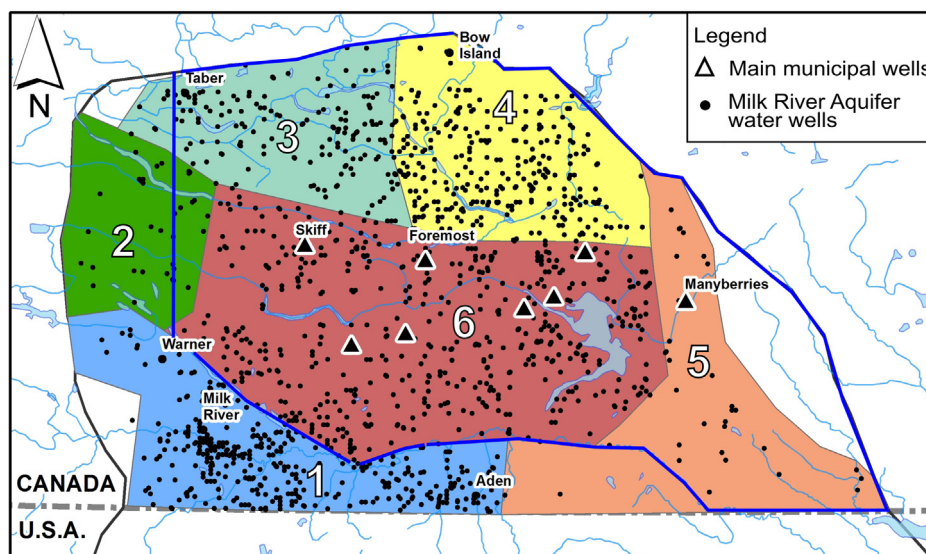 Bow
Island
Legend
Main municipal wells
Milk River Aquifer
water wells
N
Taber
4
3
2
Skiff
Foremost
Manyberries
6
5
Warner
Milk
River
1
Aden
CANADA
U.S.A.